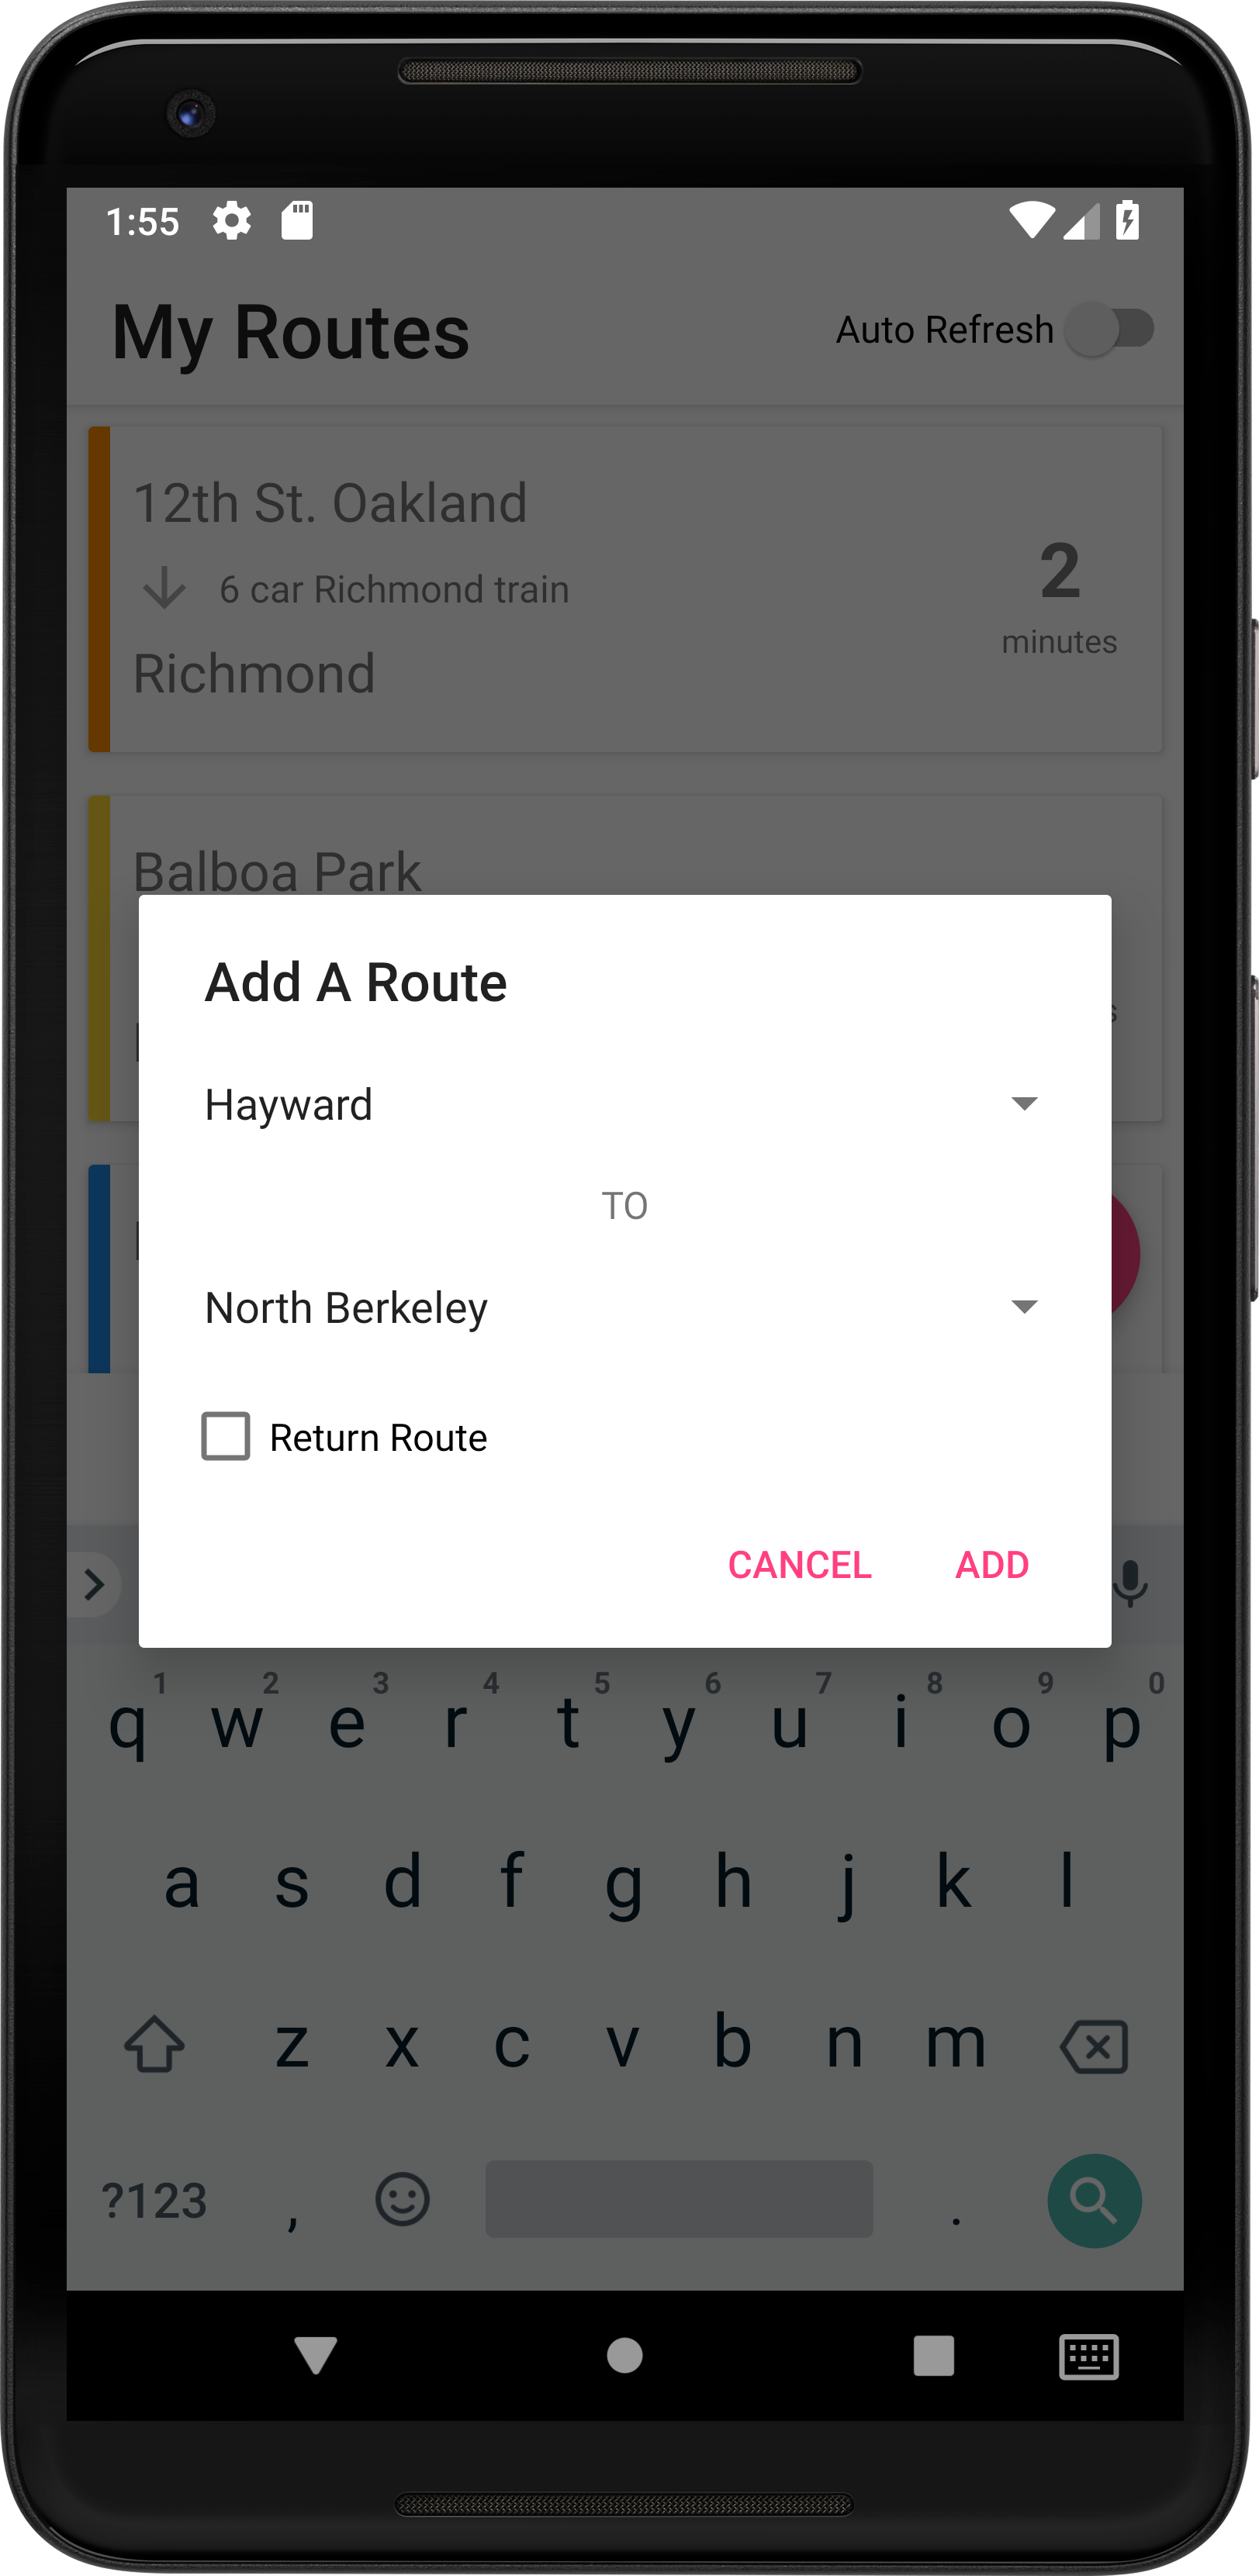 1:55
My Routes
Auto Refresh
12th St. Oakland
6 car Richmond train
Richmond
2
minutes
Balboa Park
Add A Route
Hayward
TO
North Berkeley
Return Route
CANCEL ADD
1 2 3 4 5 6 7 8 9 0
q w e r t y u i o p
a s d f g h j k l
z x c v b n m
?123 , .